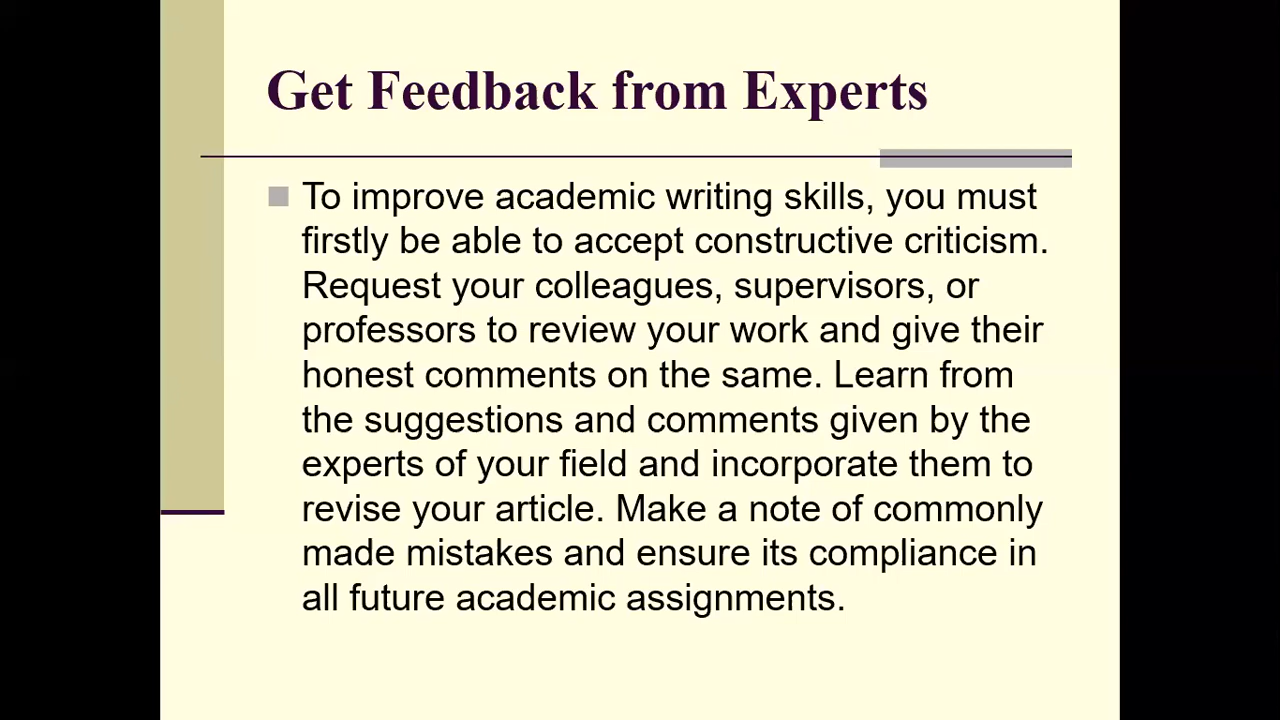 Get Feedback from Experts
To improve academic writing skills, you must
firstly be able to accept constructive criticism.
Request your colleagues, supervisors, or
professors to review your work and give their
honest comments on the same. Learn from
the suggestions and comments given by the
experts of your field and incorporate them to
revise your article. Make a note of commonly
made mistakes and ensure its compliance in
all future academic assignments.